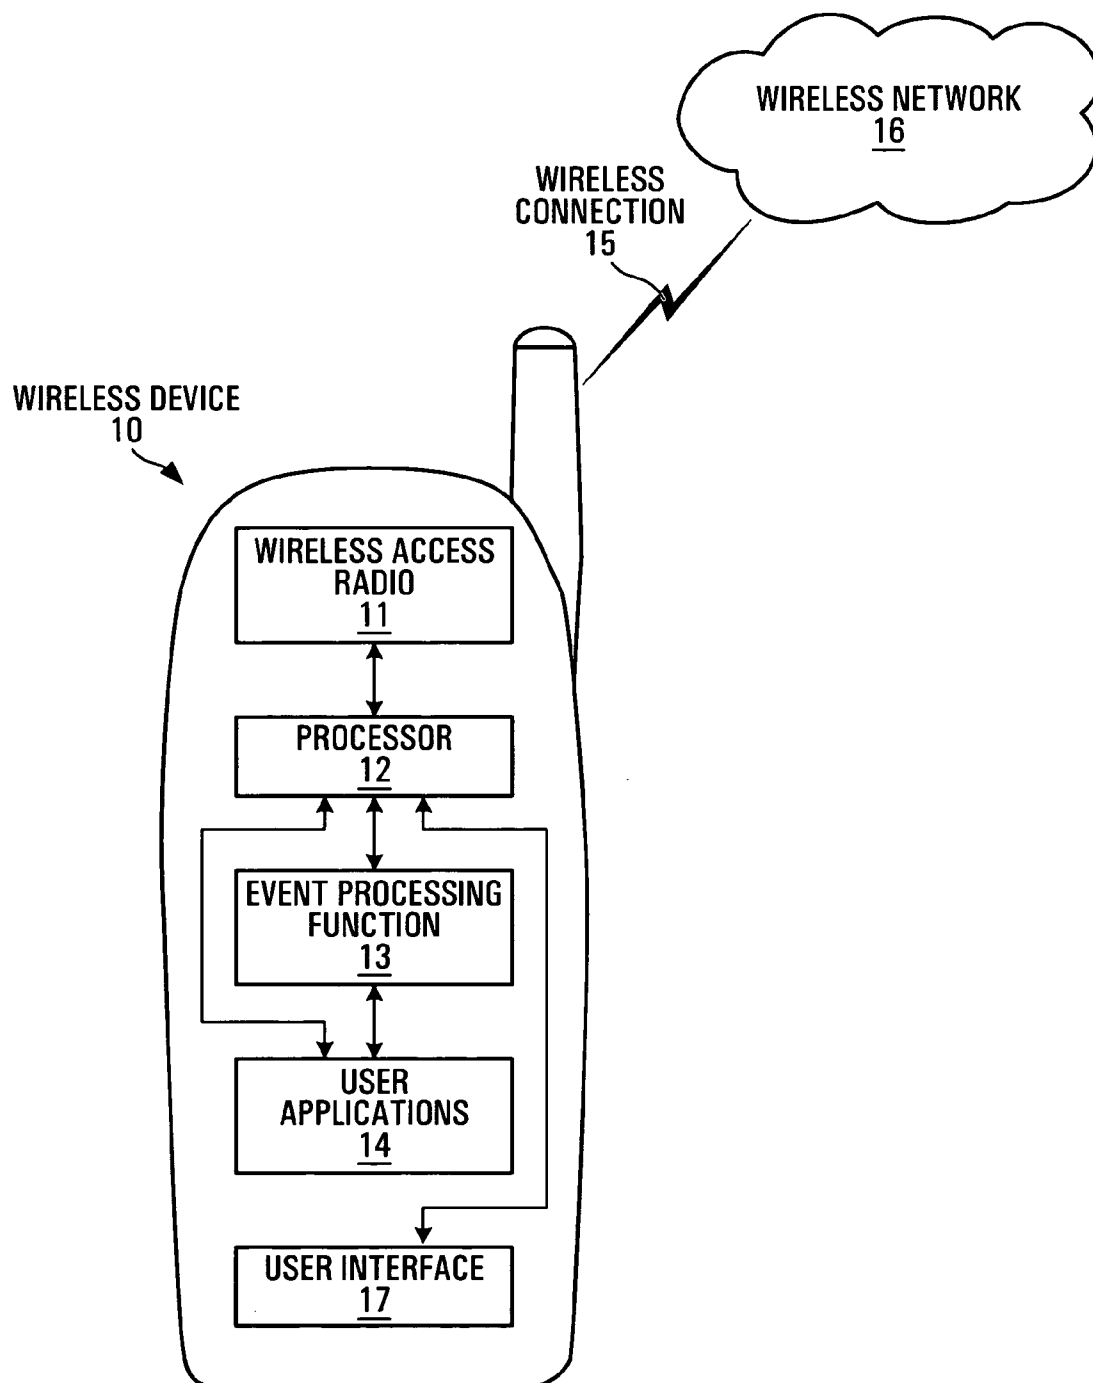 WIRELESS NETWORK
16
WIRELESS
CONNECTION
15
WIRELESS DEVICE
10
WIRELESS ACCESS
RADIO
11
PROCESSOR
12
EVENT PROCESSING
FUNCTION
13
USER
APPLICATIONS
14
USER INTERFACE
17